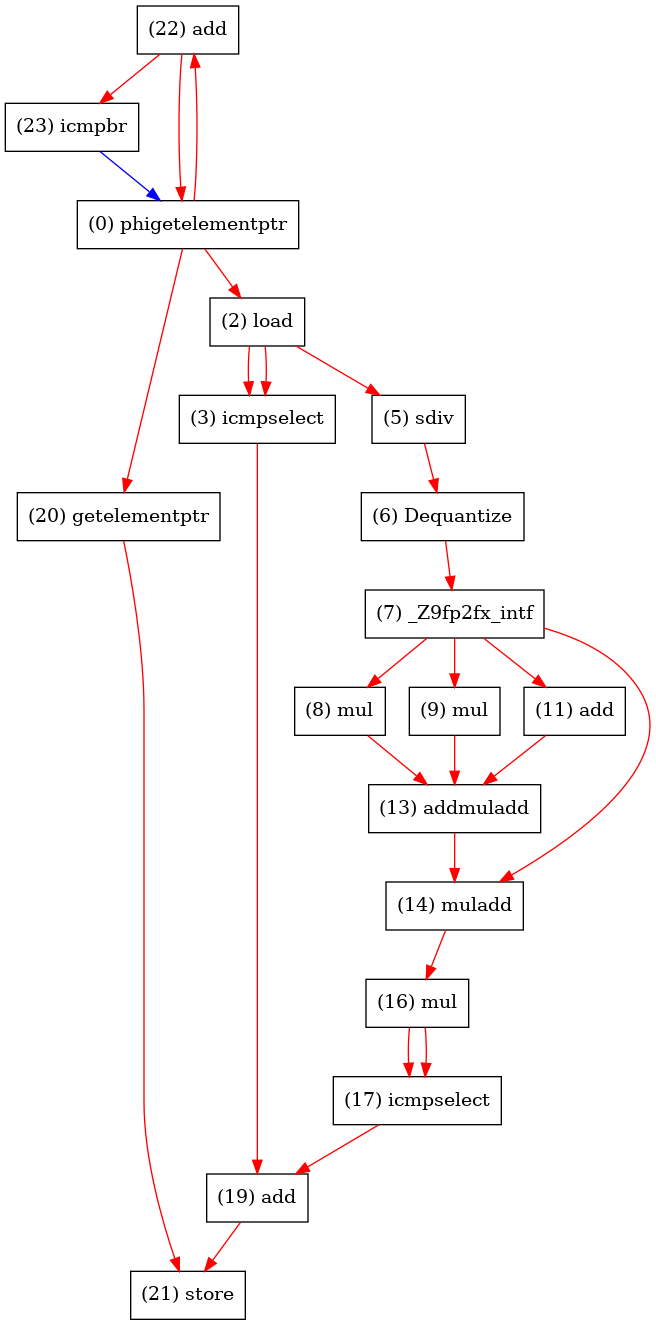 (22) add
(23) icmpbr
(0) phigetelementptr
(2) load
(3) icmpselect
(5) sdiv
(20) getelementptr
(6) Dequantize
(7) _Z9fp2fx_intf
(8) mul
(9) mul
(11) add
(13) addmuladd
(14) muladd
(16) mul
(17) icmpselect
(19) add
(21) store